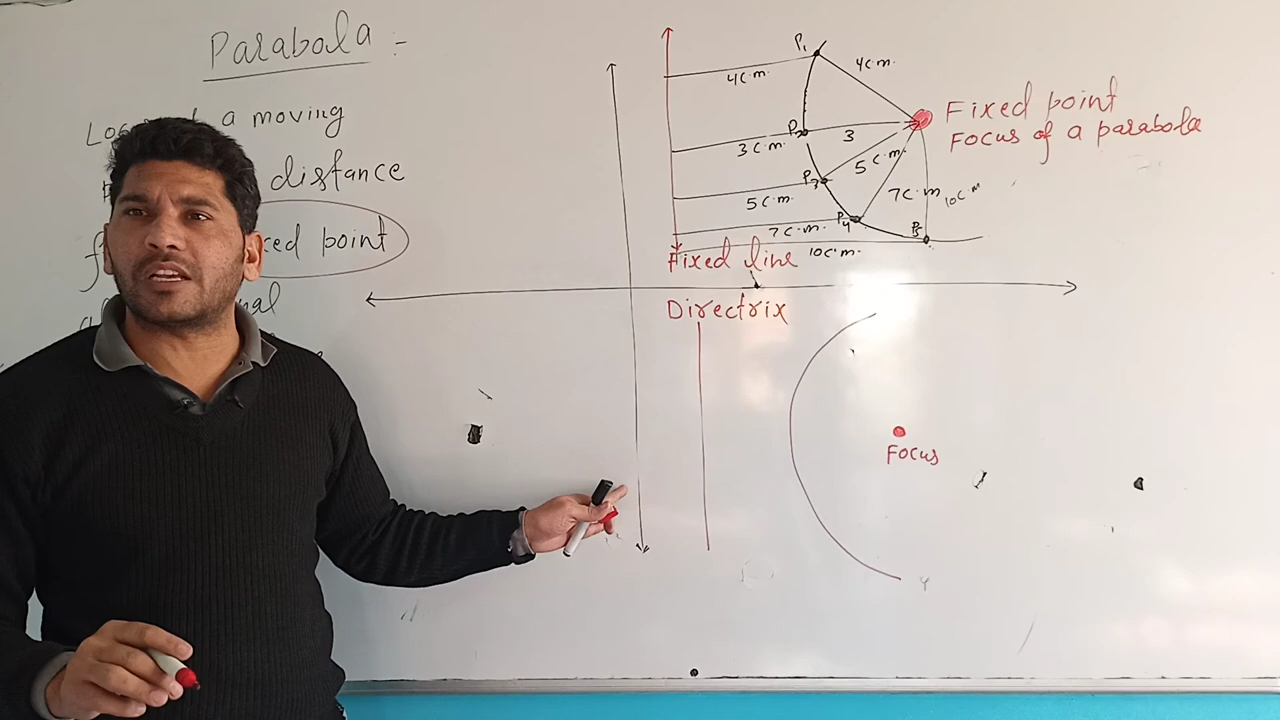 Parabola :-
a moving
distance
fixed point
P1
4c.m.
4c.m.
Fixed point
Focus of a parabola
P2
3c.m.
3
P3
5c.m.
5c.m.
P4
7c.m.
7c.m
10c.m
P5
10c.m.
Fixed line
Directrix
Focus